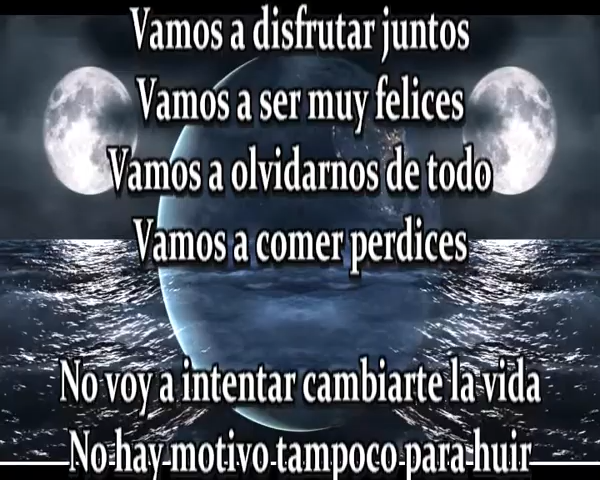 Vamos a disfrutar juntos
Vamos a ser muy felices
Vamos a olvidarnos de todo
Vamos a comer perdices
No voy a intentar cambiarte la vida
No hay motivo tampoco para huir